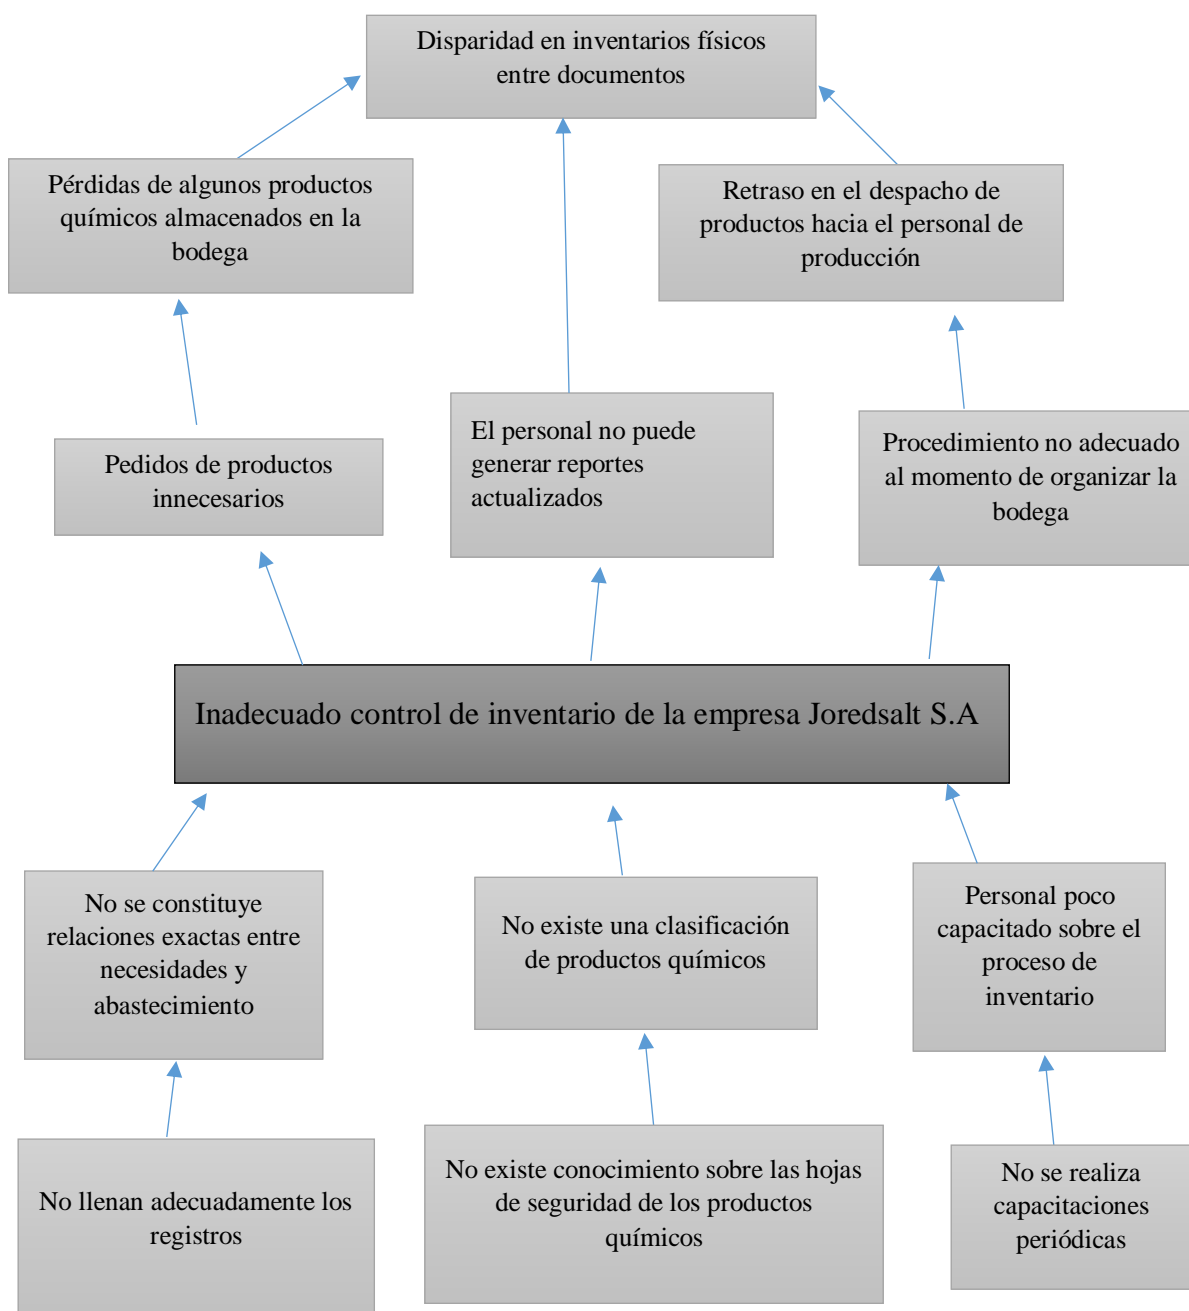 Disparidad en inventarios físicos
entre documentos
Pérdidas de algunos productos
químicos almacenados en la
bodega
Retraso en el despacho de
productos hacia el personal de
producción
Pedidos de productos
innecesarios
El personal no puede
generar reportes
actualizados
Procedimiento no adecuado
al momento de organizar la
bodega
Inadecuado control de inventario de la empresa Joredsalt S.A
No se constituye
relaciones exactas entre
necesidades y
abastecimiento
No existe una clasificación
de productos químicos
Personal poco
capacitado sobre el
proceso de
inventario
No llenan adecuadamente los
registros
No existe conocimiento sobre las hojas
de seguridad de los productos
químicos
No se realiza
capacitaciones
periódicas